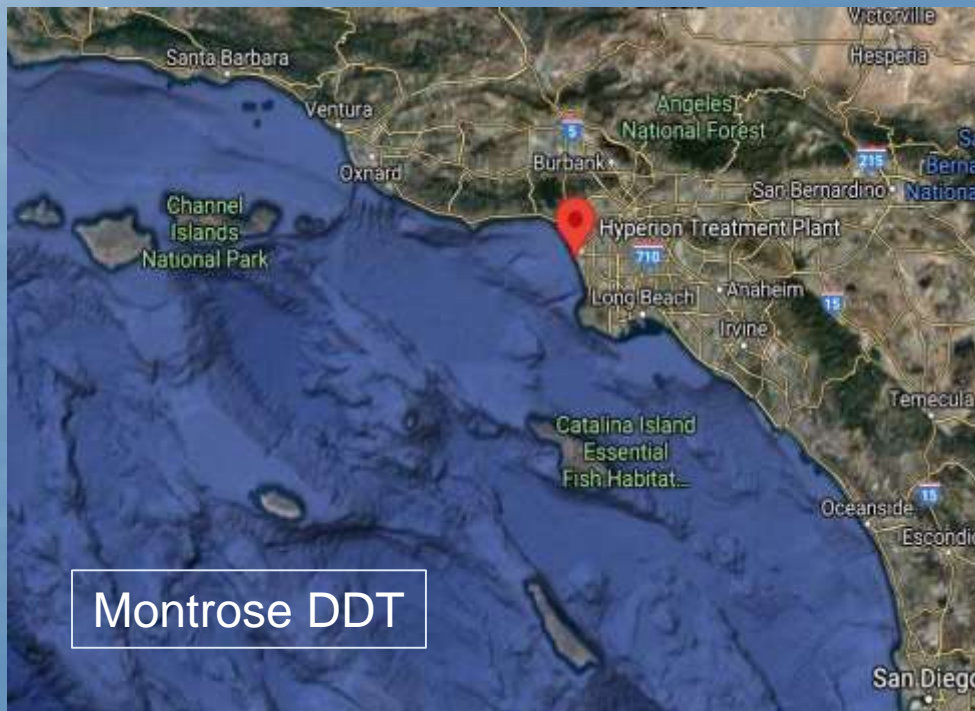 Victorville
Hesperia
Santa Barbara
Ventura
Angeles
National Forest
5
Oxnard
Burbank
215
San Bernardino
National
Channel
Islands
National Park
Hyperion Treatment Plant
710
Long Beach
Anaheim
15
Irvine
Temecula
Catalina Island
Essential
Fish Habitat...
15
Oceanside
Montrose DDT
San Diego